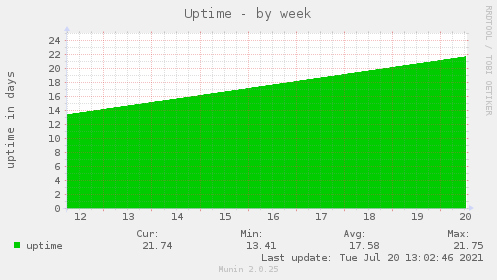 Uptime - by week
RRDTOOL / TOBI OETIKER
uptime in days
24
22
20
18
16
14
12
10
8
6
4
2
0
12 13 14 15 16 17 18 19 20
Cur: Min: Avg: Max:
uptime 21.74 13.41 17.58 21.75
Last update: Tue Jul 20 13:02:46 2021
Munin 2.0.25